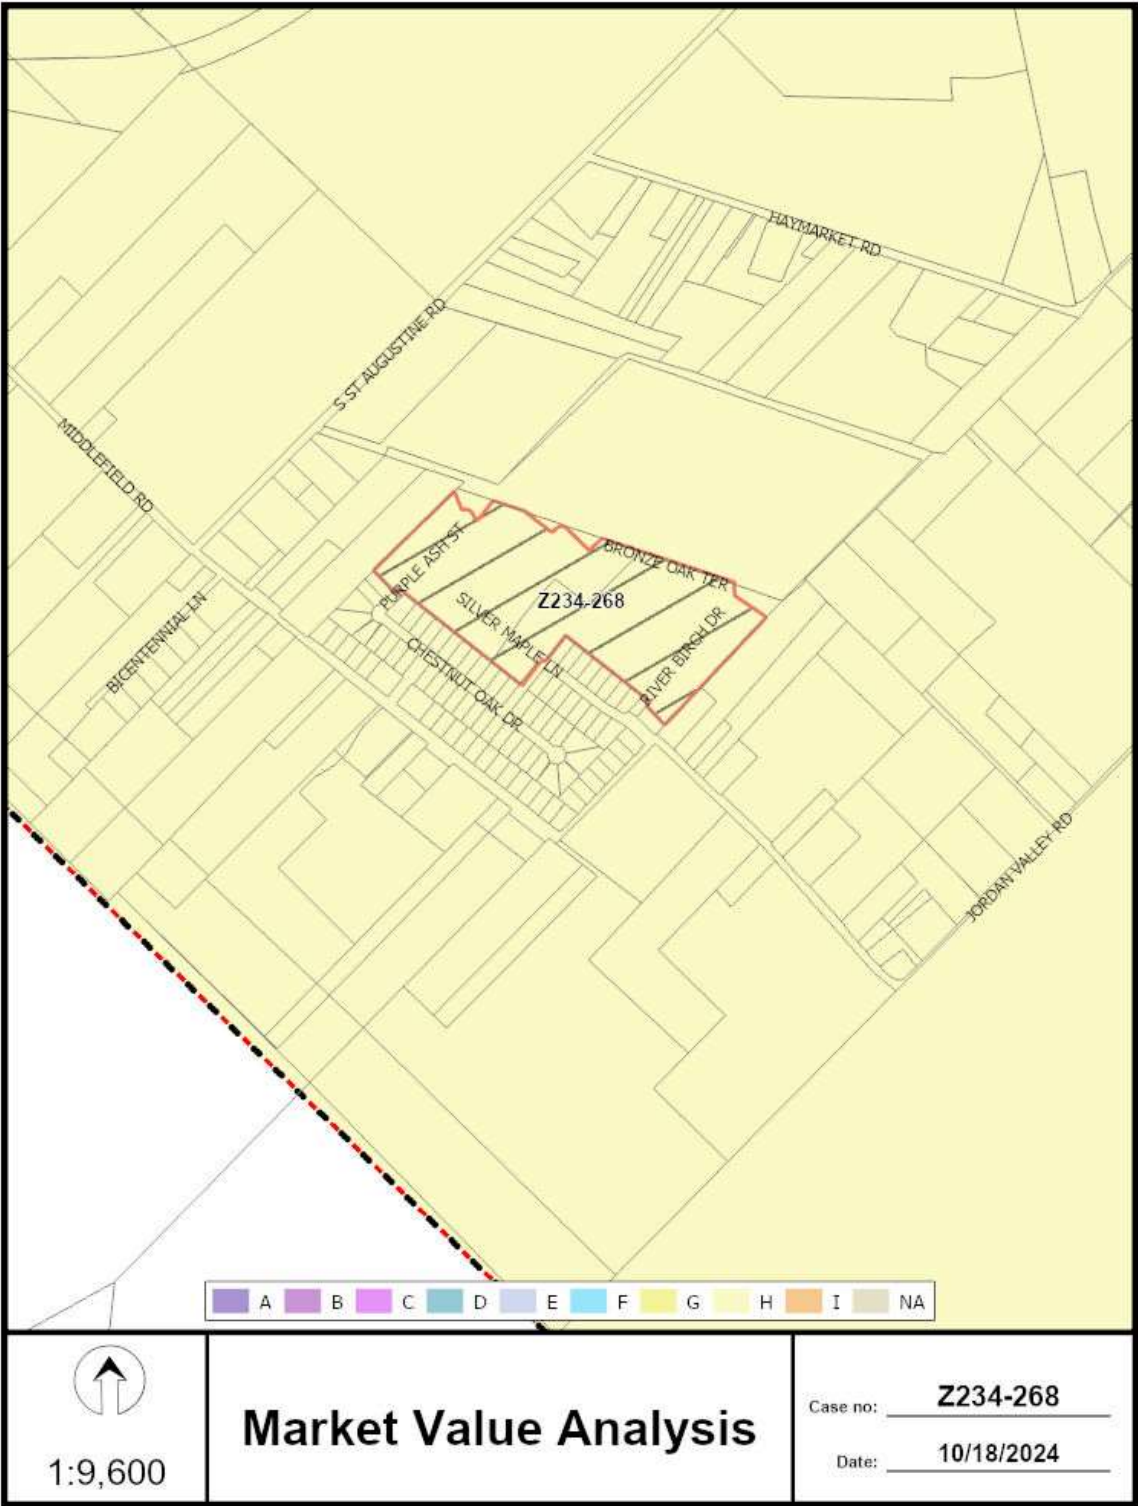 HAYMARKET RD
S ST AUGUSTINE RD
MIDDLEFIELD RD
BRONZE OAK TER
PURPLE ASH ST
Z234-268
SILVER MAPLE LN
RIVER BIRCH DR
BICENTENNIAL LN
CHESTNUT OAK DR
JORDAN VALLEY RD
A B C D E F G H I NA
1:9,600
Market Value Analysis
Case no: Z234-268
Date: 10/18/2024